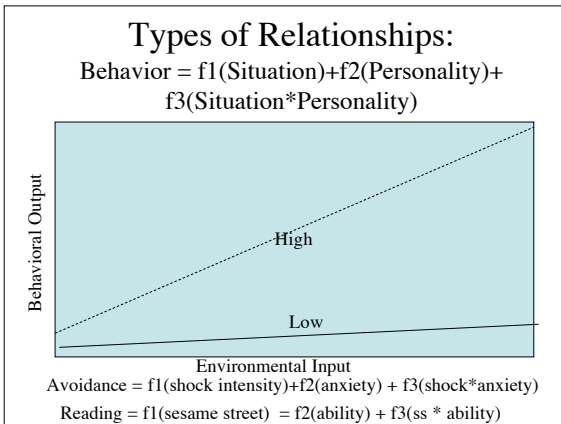 Types of Relationships:
Behavior = f1(Situation)+f2(Personality)+
f3(Situation*Personality)
Behavioral Output
High
Low
Environmental Input
Avoidance = f1(shock intensity)+f2(anxiety) + f3(shock*anxiety)
Reading = f1(sesame street)  = f2(ability) + f3(ss * ability)